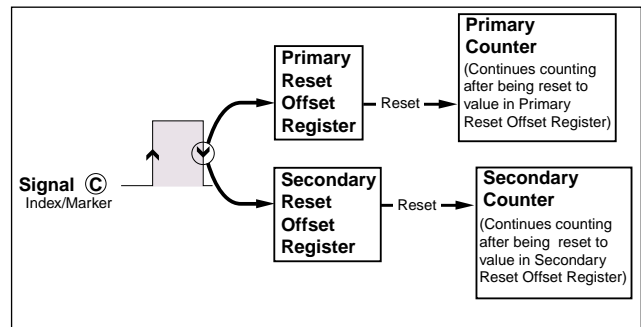 Signal C
Index/Marker
Primary
Reset
Offset
Register
Reset
Primary
Counter
(Continues counting
after being reset to
value in Primary
Reset Offset Register)
Secondary
Reset
Offset
Register
Reset
Secondary
Counter
(Continues counting
after being reset to
value in Secondary
Reset Offset Register)